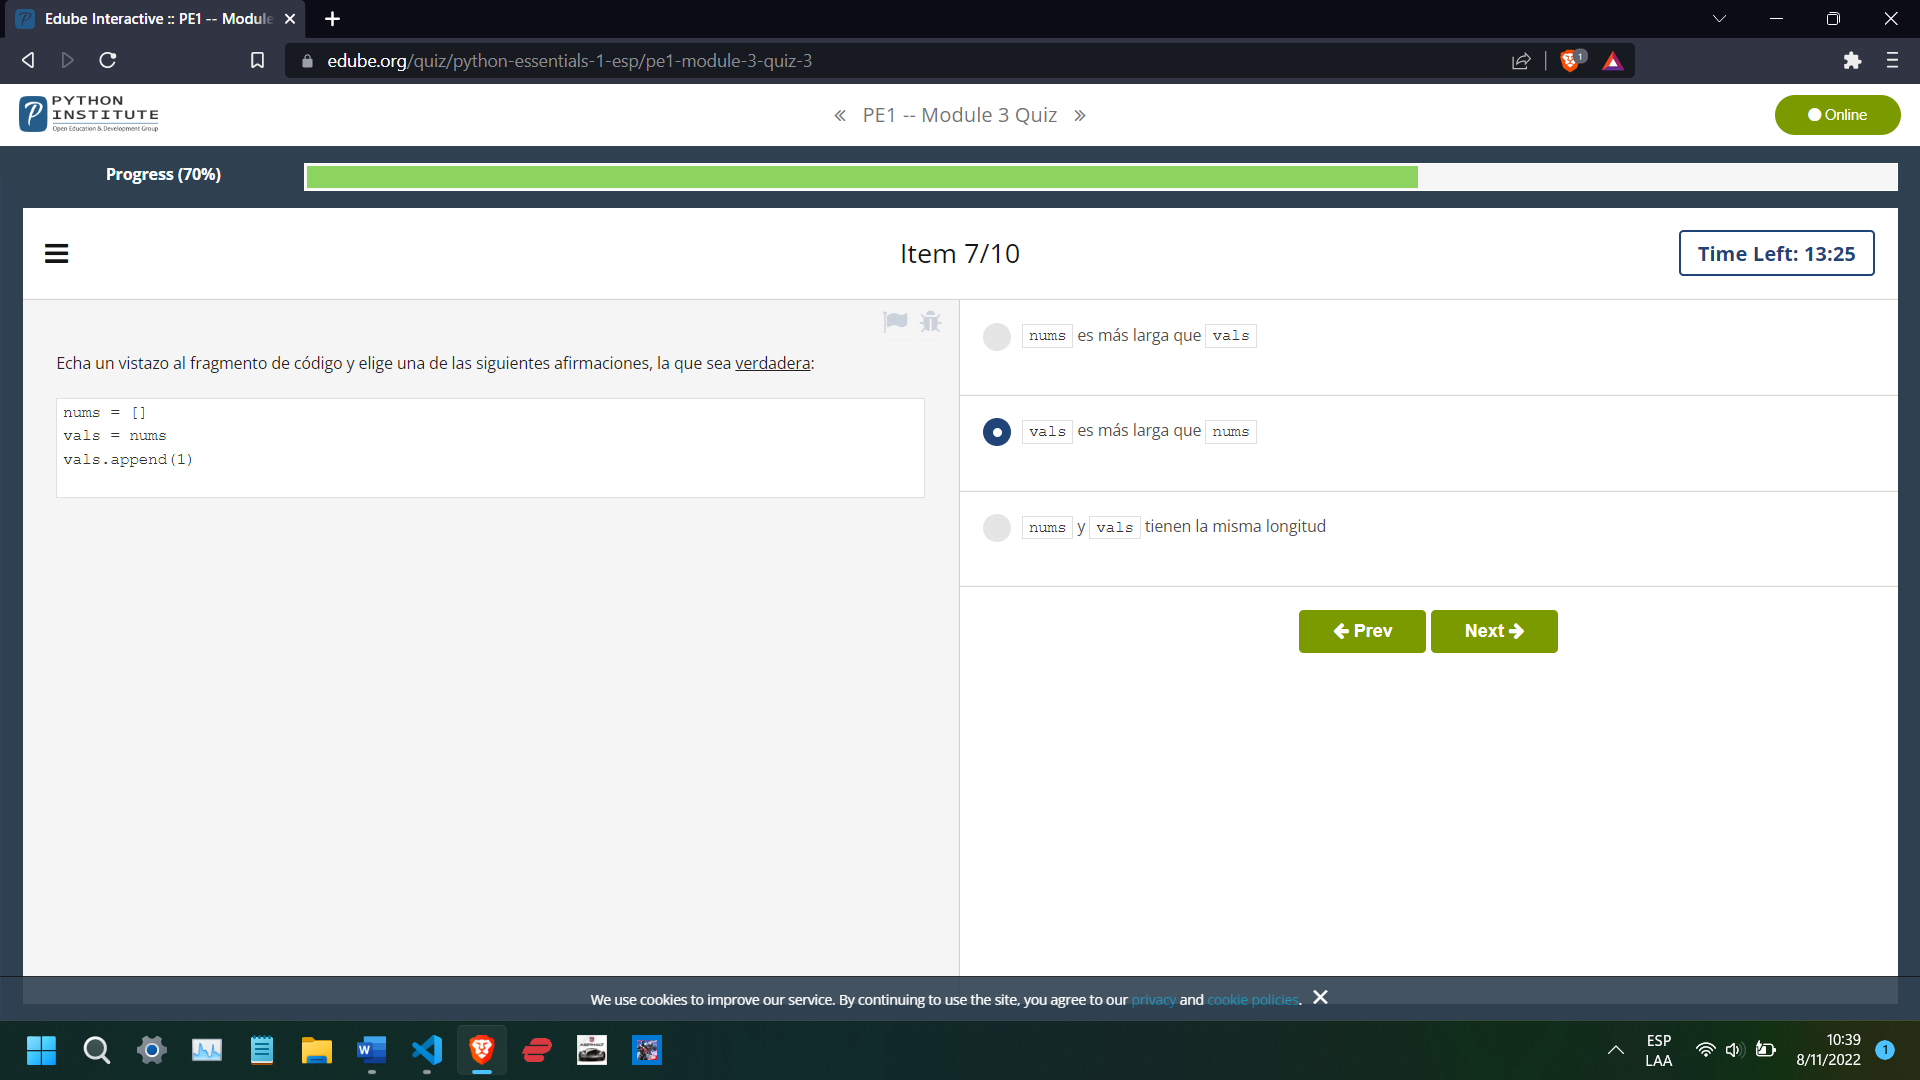 Edube Interactive :: PE1 -- Module
edube.org/quiz/python-essentials-1-esp/pe1-module-3-quiz-3
1
PYTHON
INSTITUTE
Open Education & Development Group
« PE1 -- Module 3 Quiz »
Online
Progress (70%)
Item 7/10
Time Left: 13:25
Echa un vistazo al fragmento de código y elige una de las siguientes afirmaciones, la que sea verdadera:
nums = []
vals = nums
vals.append(1)
nums es más larga que vals
vals es más larga que nums
nums y vals tienen la misma longitud
Prev
Next
We use cookies to improve our service. By continuing to use the site, you agree to our privacy and cookie policies.
ESP
LAA
10:39
8/11/2022
1